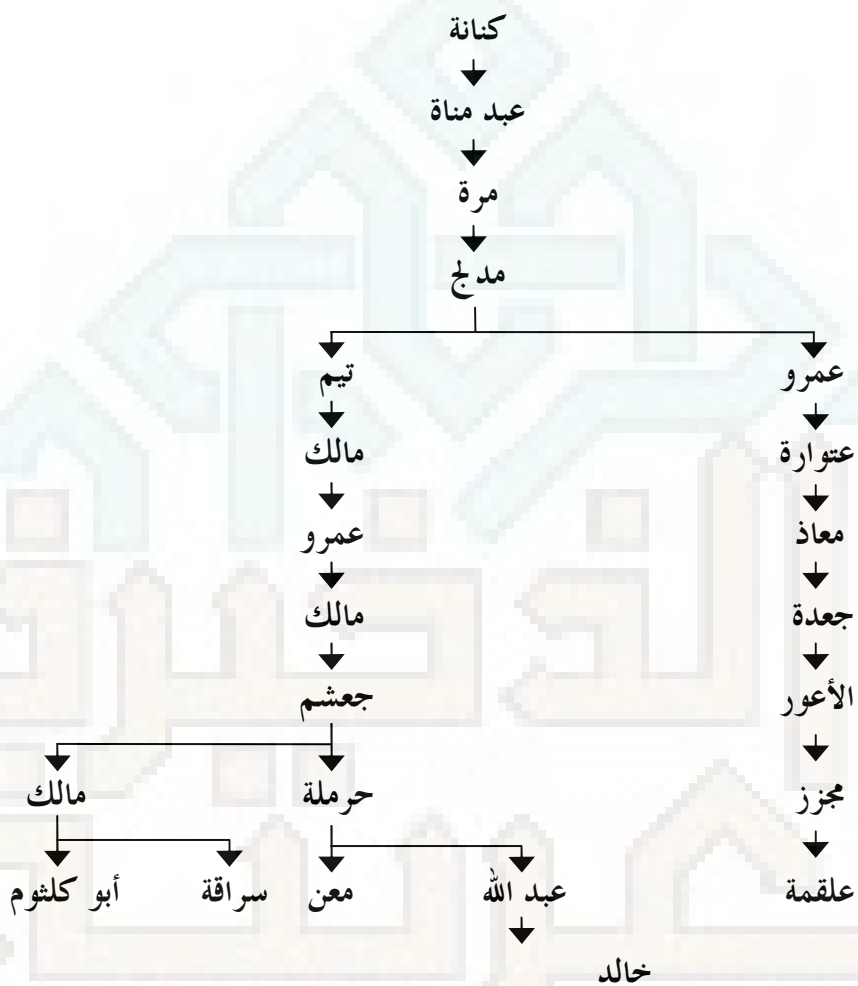 كنانة
عبد مناة
مرة
مدلج
عمرو تيم
عتوارة مالك
معاذ عمرو
جعدة مالك
الأعور جعشم
مجزز حرملة مالك
علقمة عبد الله معن سراقة أبو كلثوم
خالد